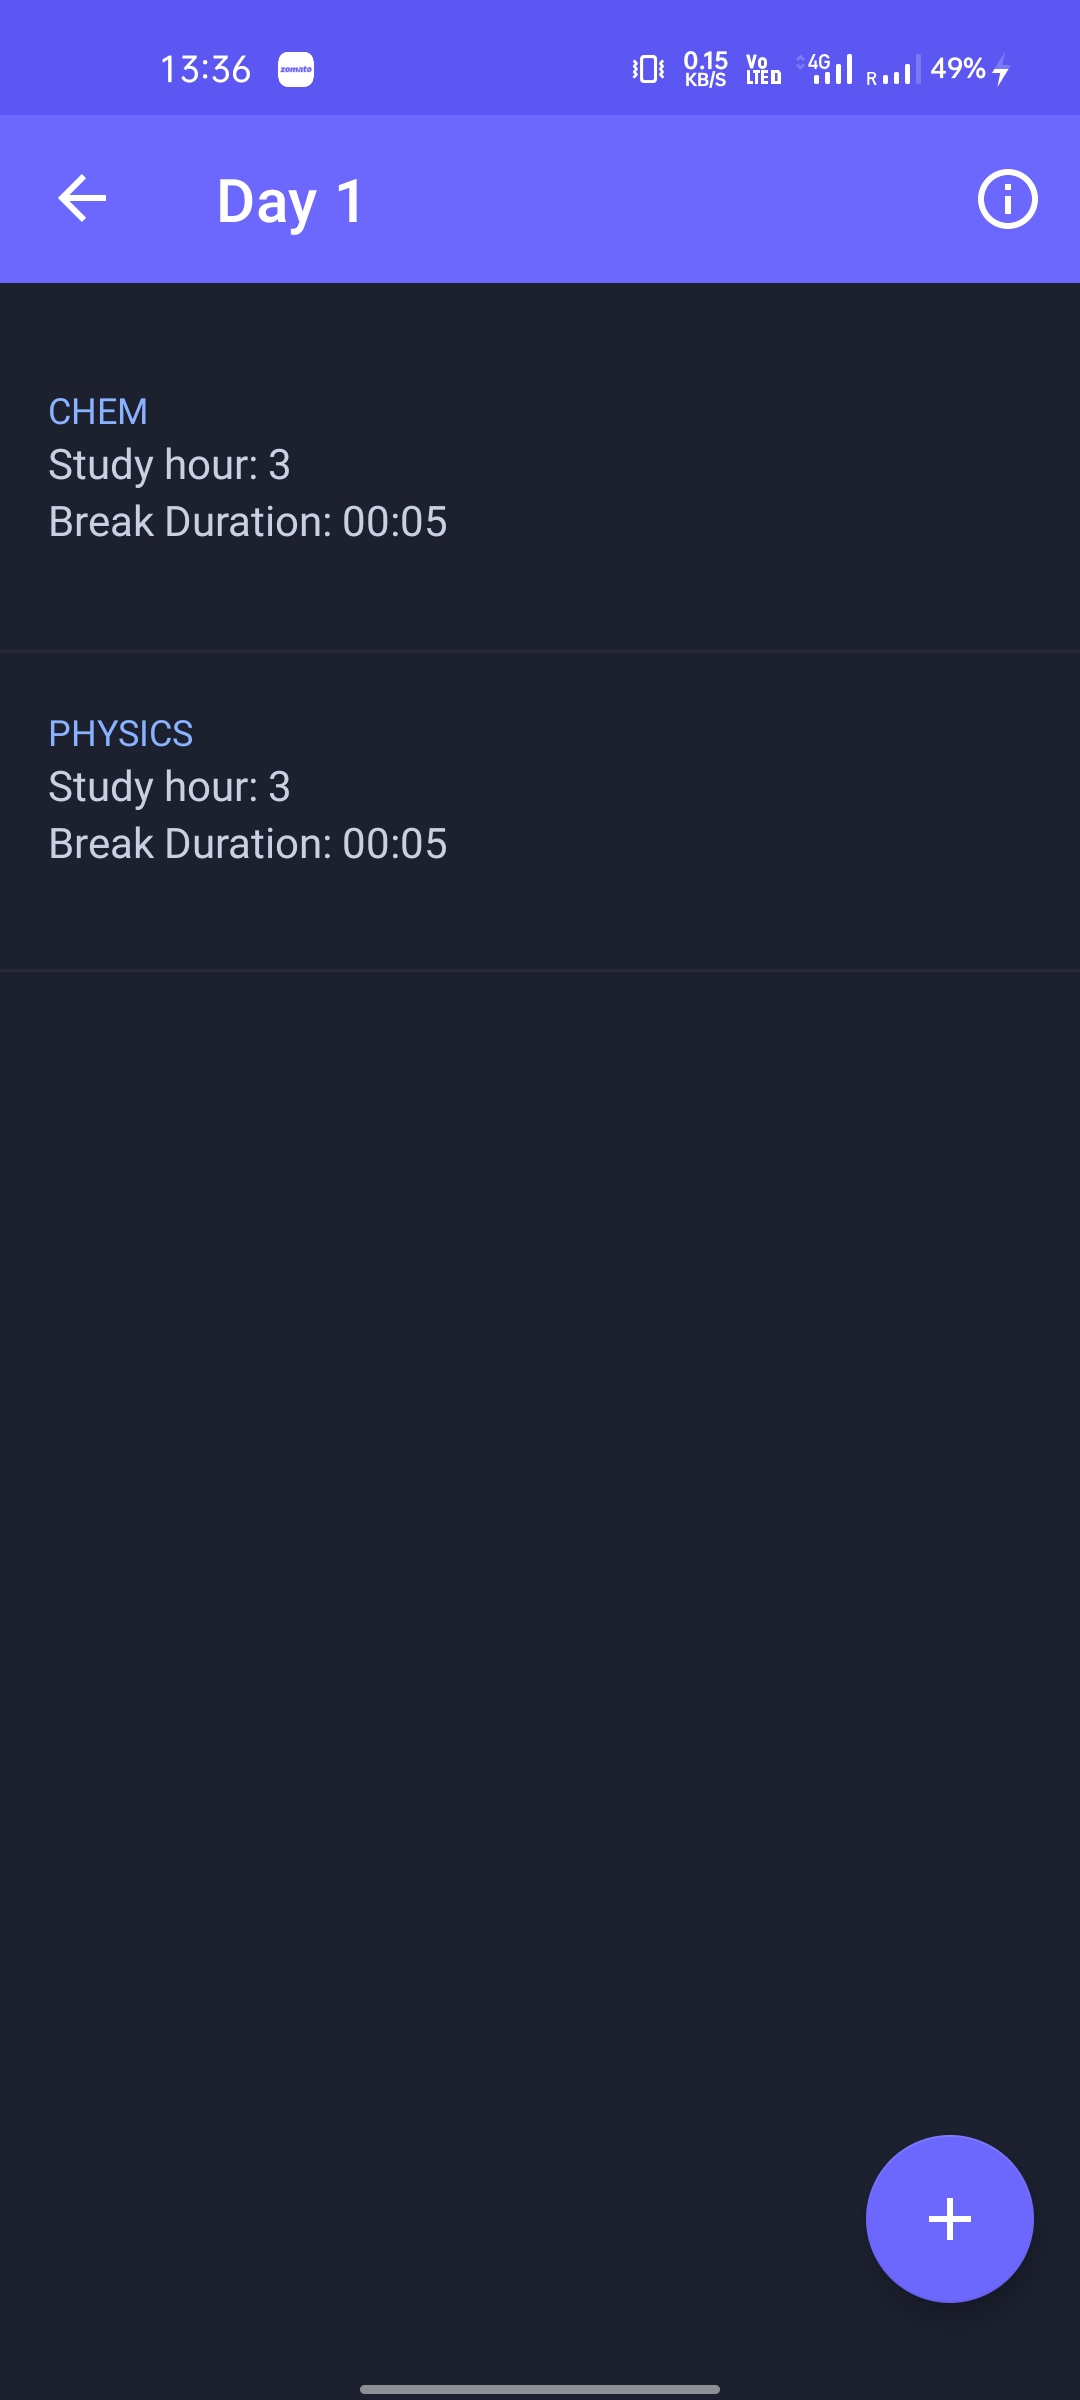 13:36 zomato 0.15 KB/S Vo LTE 4G R 49%
Day 1
CHEM
Study hour: 3
Break Duration: 00:05
PHYSICS
Study hour: 3
Break Duration: 00:05